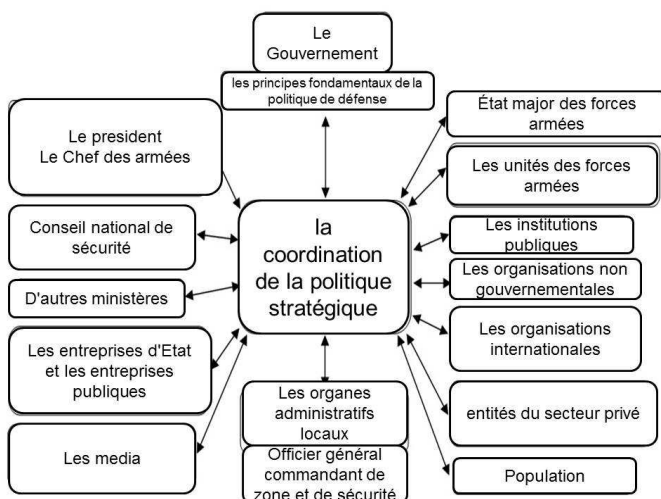 Le
Gouvernement
les principes fondamentaux de la
politique de défense
Le president
Le Chef des armées
Conseil national de
sécurité
D'autres ministères
Les entreprises d'Etat
et les entreprises
publiques
Les media
la
coordination
de la politique
stratégique
Les organes
administratifs
locaux
Officier général
commandant de
zone et de sécurité
État major des forces
armées
Les unités des forces
armées
Les institutions
publiques
Les organisations non
gouvernementales
Les organisations
internationales
entités du secteur privé
Population